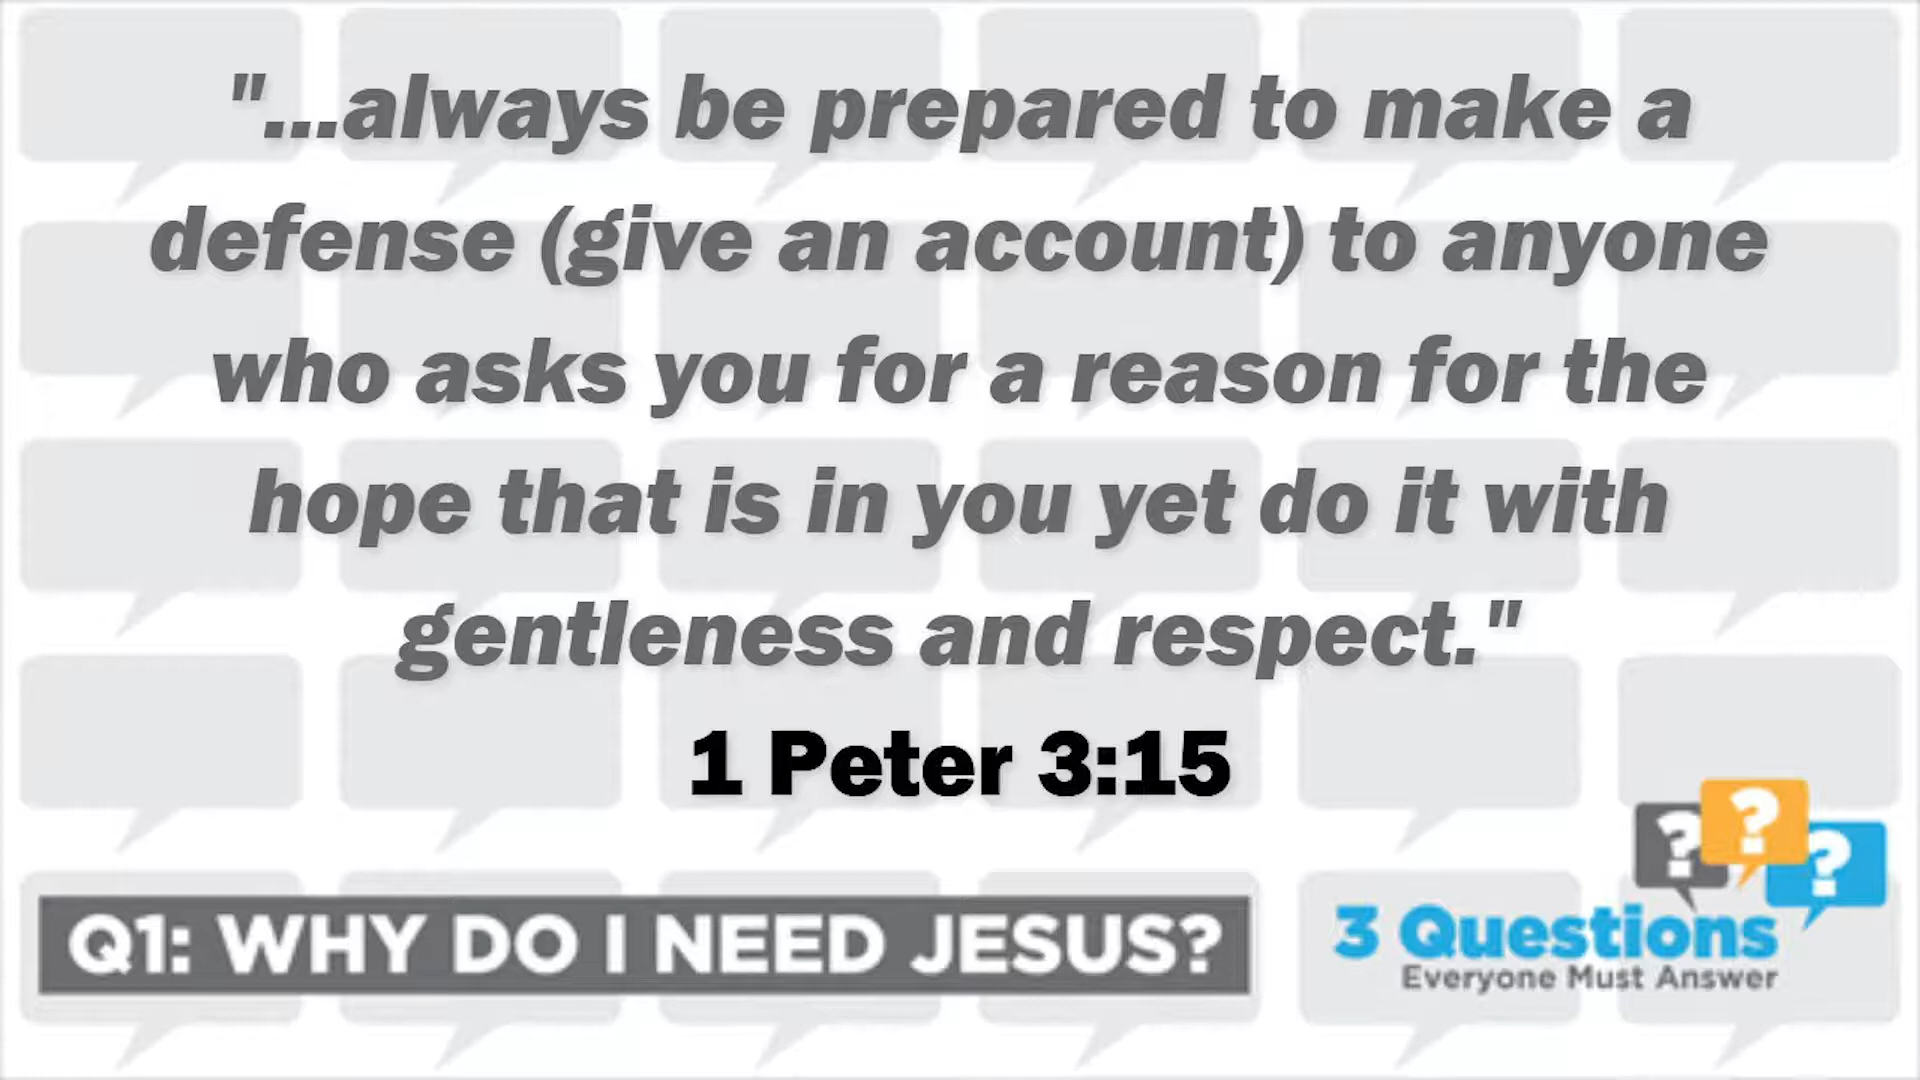 "...always be prepared to make a
defense (give an account) to anyone
who asks you for a reason for the
hope that is in you yet do it with
gentleness and respect."
1 Peter 3:15
? ? ?
Q1: WHY DO I NEED JESUS?
3 Questions
Everyone Must Answer